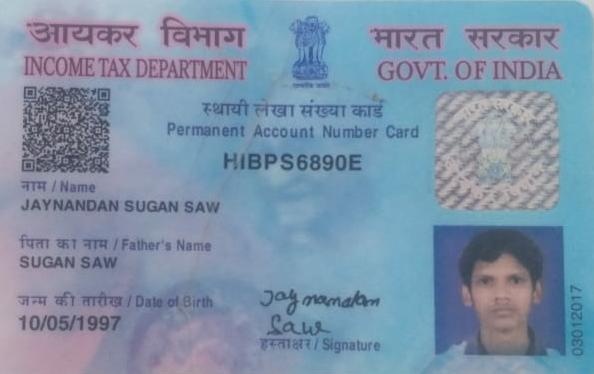 आयकर विभाग
INCOME TAX DEPARTMENT
भारत सरकार
GOVT. OF INDIA
स्थायी लेखा संख्या कार्ड
Permanent Account Number Card
HIBPS6890E
नाम / Name
JAYNANDAN SUGAN SAW
पिता का नाम / Father's Name
SUGAN SAW
जन्म की तारीख / Date of Birth
10/05/1997
Jaynandan
Saw
हस्ताक्षर / Signature
03012017